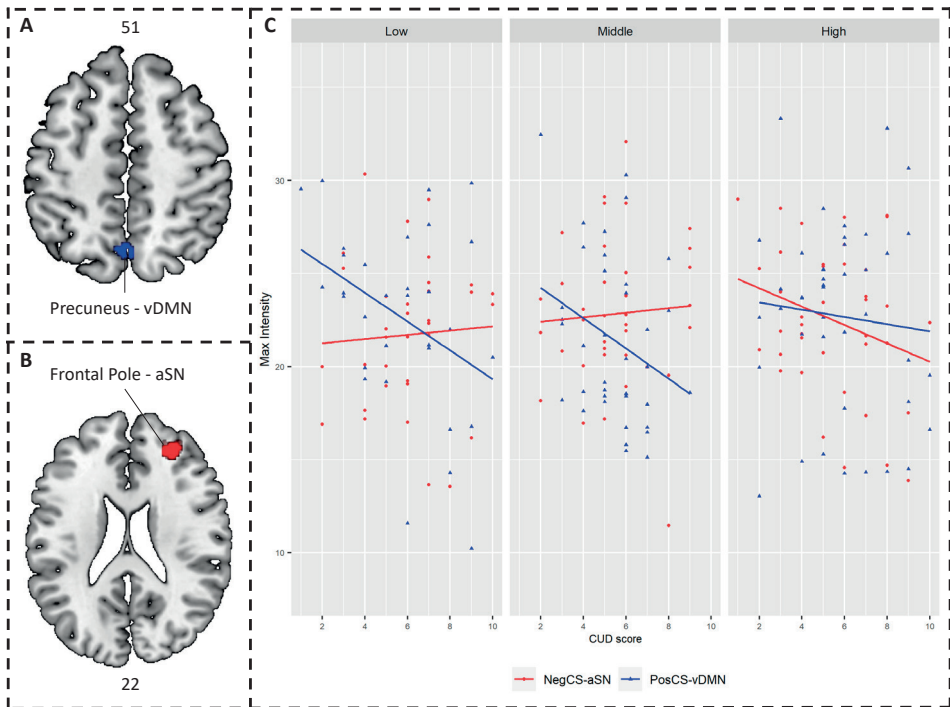 A
51
Precuneus - vDMN
B
Frontal Pole - aSN
22
C
Low
Middle
High
Max Intensity
30
20
10
2
4
6
8
10
2
4
6
8
10
2
4
6
8
10
CUD score
NegCS-aSN
PosCS-vDMN